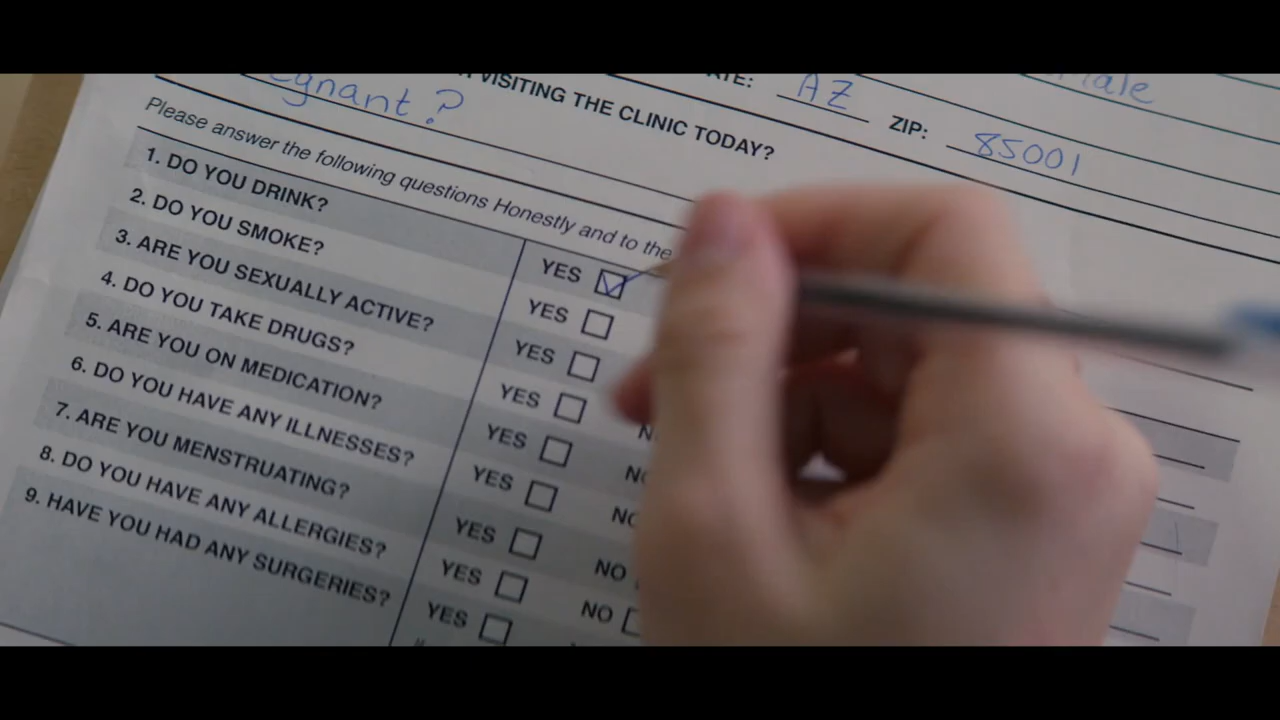 AZ
ZIP: 85001
VISITING THE CLINIC TODAY?
Please answer the following questions Honestly and to the
1. DO YOU DRINK? YES
2. DO YOU SMOKE? YES
3. ARE YOU SEXUALLY ACTIVE? YES
4. DO YOU TAKE DRUGS? YES
5. ARE YOU ON MEDICATION? YES
6. DO YOU HAVE ANY ILLNESSES? YES
7. ARE YOU MENSTRUATING? YES NO
8. DO YOU HAVE ANY ALLERGIES? YES NO
9. HAVE YOU HAD ANY SURGERIES? YES